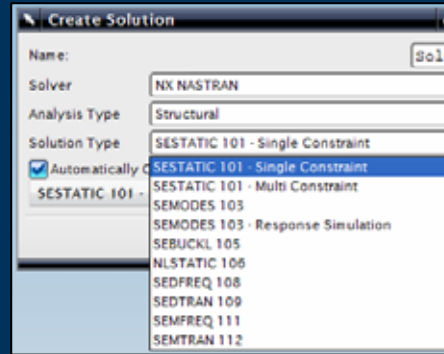 Create Solution
Name:
Sol
Solver NX NASTRAN
Analysis Type Structural
Solution Type SESTATIC 101 - Single Constraint
Automatically
SESTATIC 101 -
SESTATIC 101 - Single Constraint
SESTATIC 101 - Multi Constraint
SEMODES 103
SEMODES 103 - Response Simulation
SEBUCKL 105
NLSTATIC 106
SEDFREQ 108
SEDTRAN 109
SEMFREQ 111
SEMTRAN 112